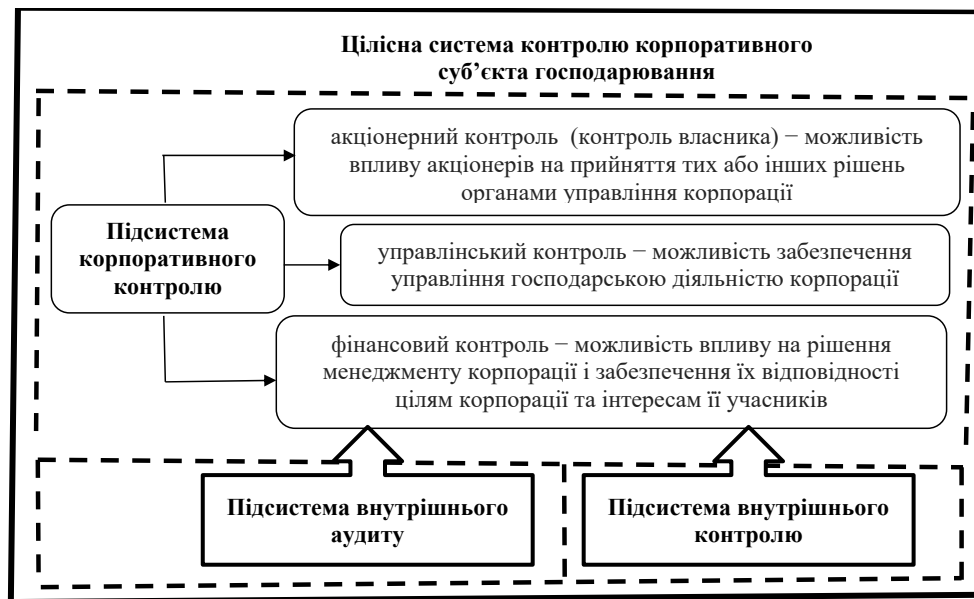 Цілісна система контролю корпоративного
суб’єкта господарювання
акціонерний контроль (контроль власника) − можливість
впливу акціонерів на прийняття тих або інших рішень
органами управління корпорації
Підсистема
корпоративного
контролю
управлінський контроль − можливість забезпечення
управління господарською діяльністю корпорації
фінансовий контроль − можливість впливу на рішення
менеджменту корпорації і забезпечення їх відповідності
цілям корпорації та інтересам її учасників
Підсистема внутрішнього
аудиту
Підсистема внутрішнього
контролю